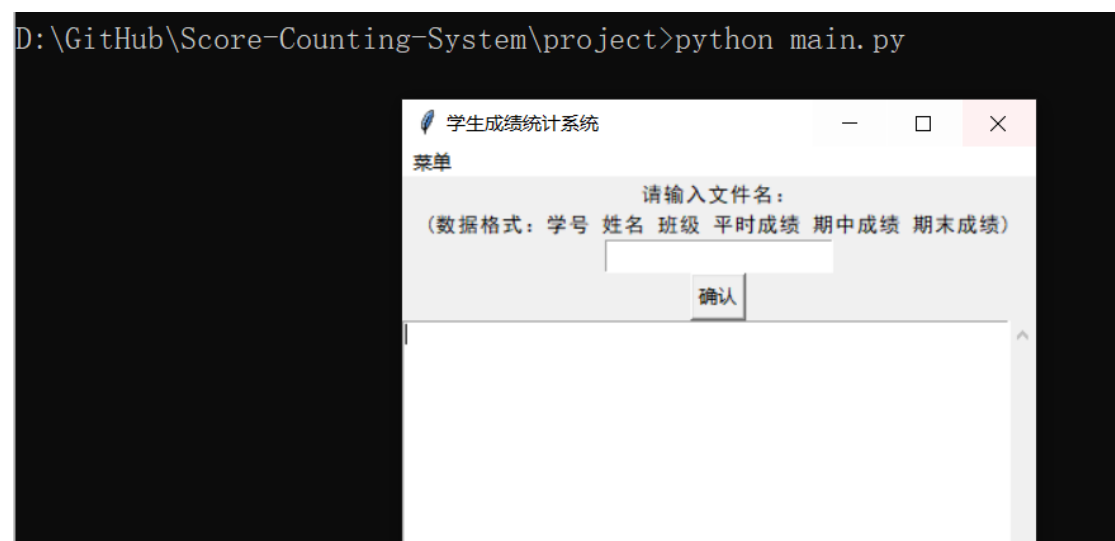 D:\GitHub\Score-Counting-System\project>python main.py
学生成绩统计系统
菜单
请输入文件名：
(数据格式：学号 姓名 班级 平时成绩 期中成绩 期末成绩)
确认